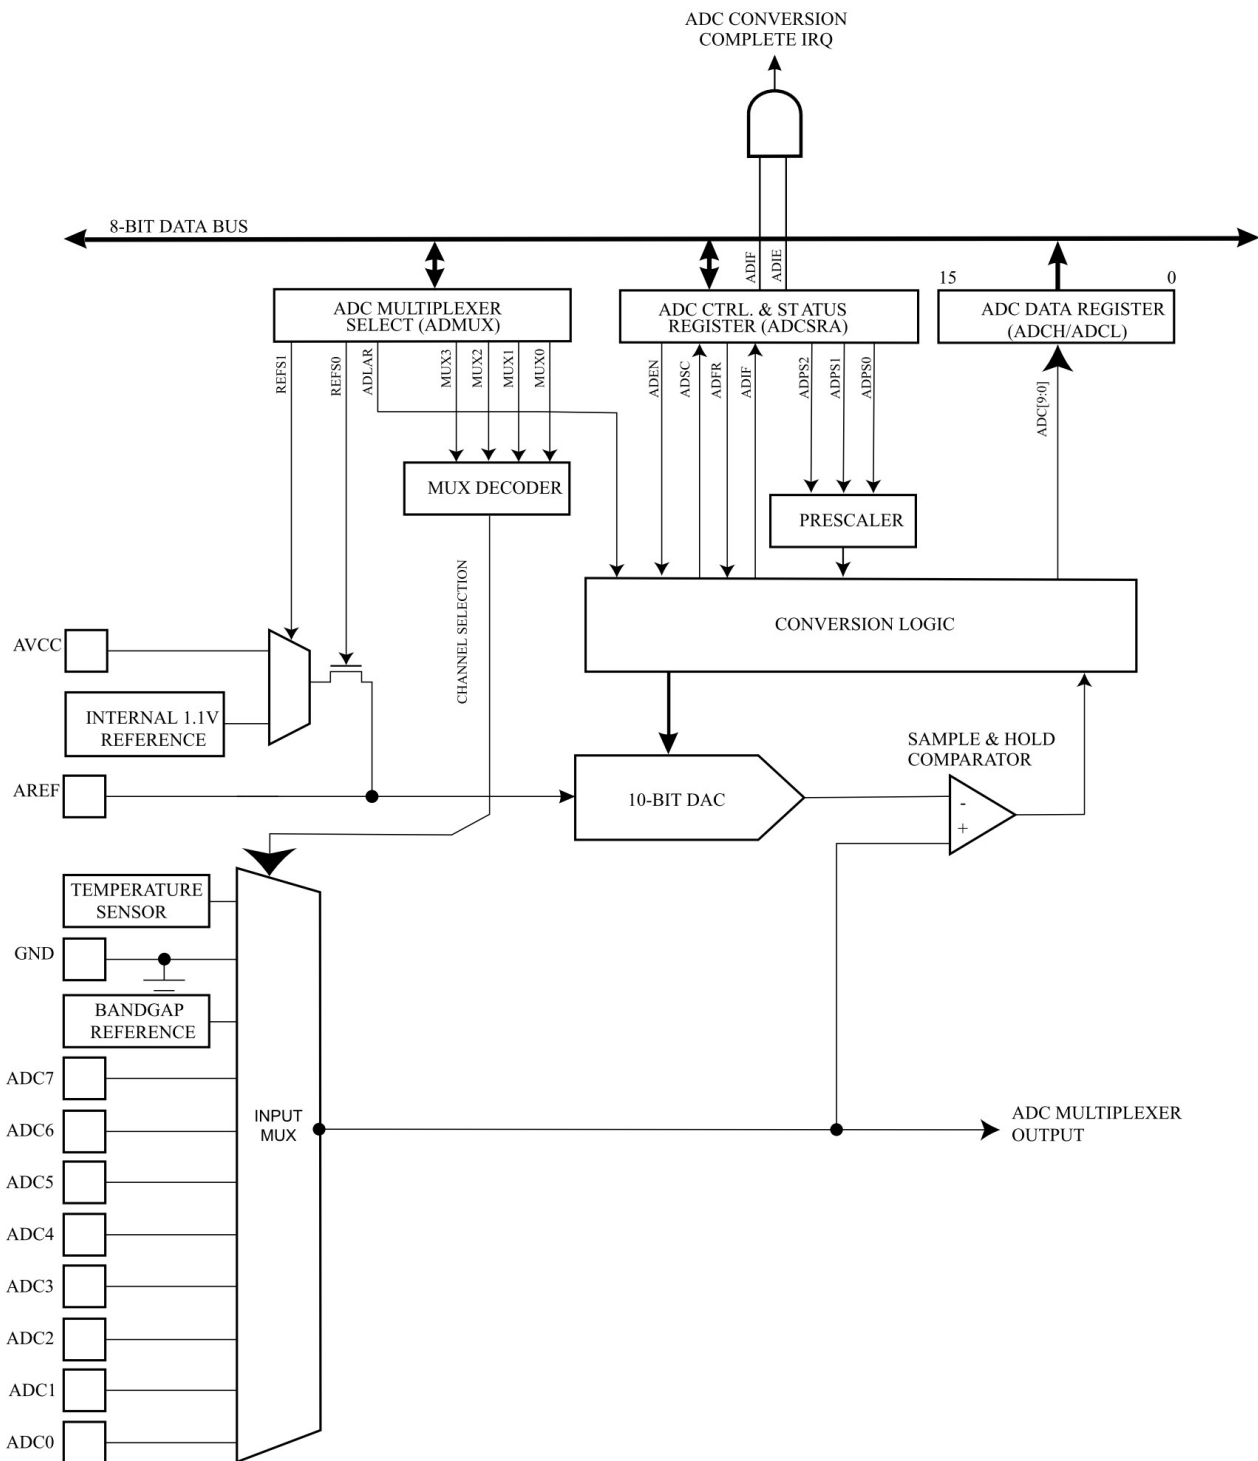 ADC CONVERSION
COMPLETE IRQ
8-BIT DATA BUS
ADIF
ADIE
15
0
ADC MULTIPLEXER
SELECT (ADMUX)
ADC CTRL. & STATUS
REGISTER (ADCSRA)
ADC DATA REGISTER
(ADCH/ADCL)
REFS1
REFS0
ADLAR
MUX3
MUX2
MUX1
MUX0
ADEN
ADSC
ADFR
ADIF
ADPS2
ADPS1
ADPS0
ADC[9:0]
MUX DECODER
PRESCALER
CHANNEL SELECTION
CONVERSION LOGIC
AVCC
INTERNAL 1.1V
REFERENCE
SAMPLE & HOLD
COMPARATOR
AREF
10-BIT DAC
-
+
TEMPERATURE
SENSOR
GND
BANDGAP
REFERENCE
ADC7
ADC6
INPUT
MUX
ADC MULTIPLEXER
OUTPUT
ADC5
ADC4
ADC3
ADC2
ADC1
ADC0